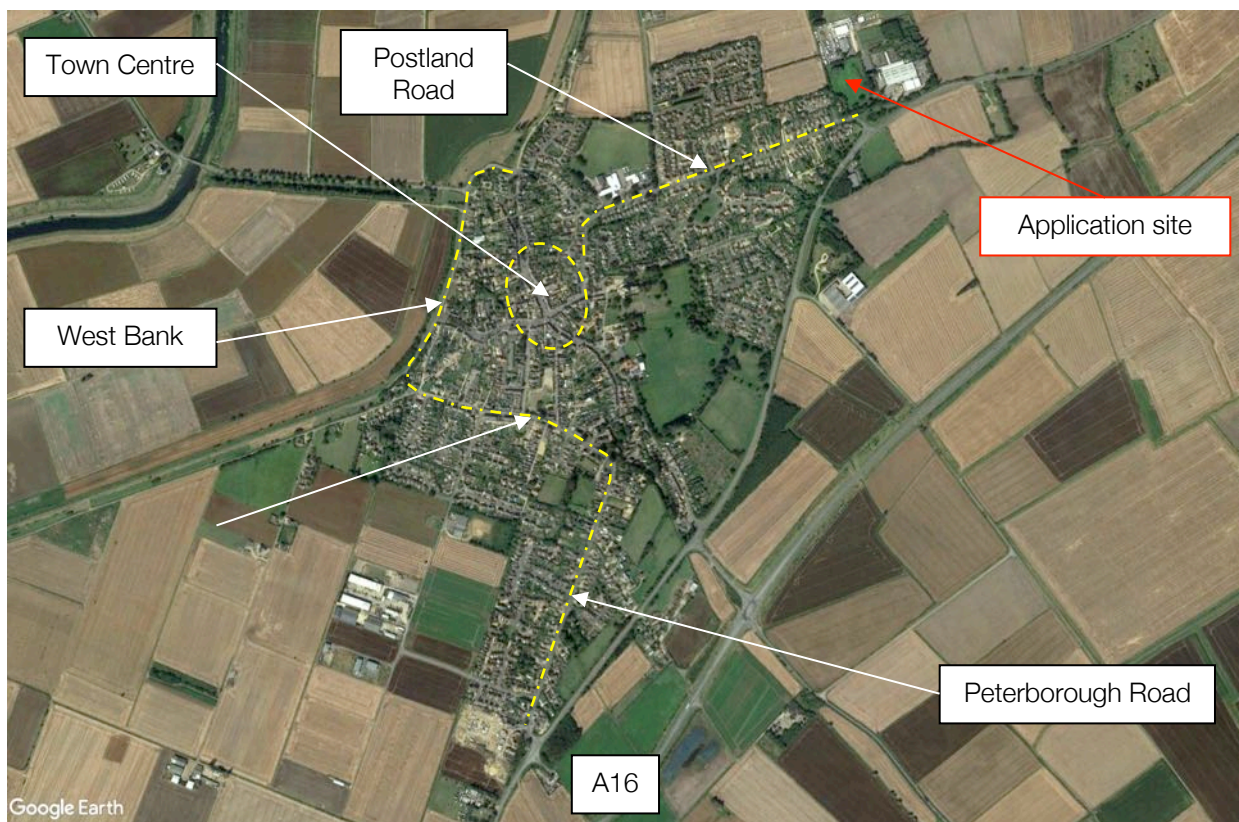 Town Centre
Postland
Road
Application site
West Bank
Peterborough Road
A16
Google Earth